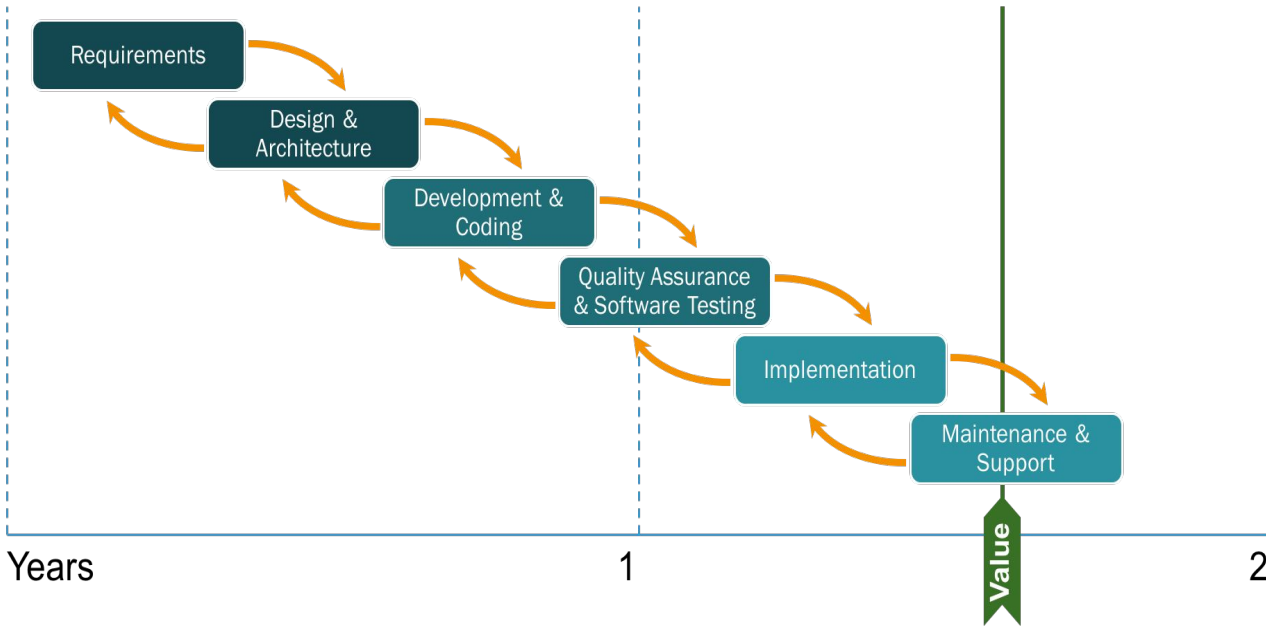 Requirements
Design &
Architecture
Development &
Coding
Quality Assurance
& Software Testing
Implementation
Maintenance &
Support
Years
1
2
Value